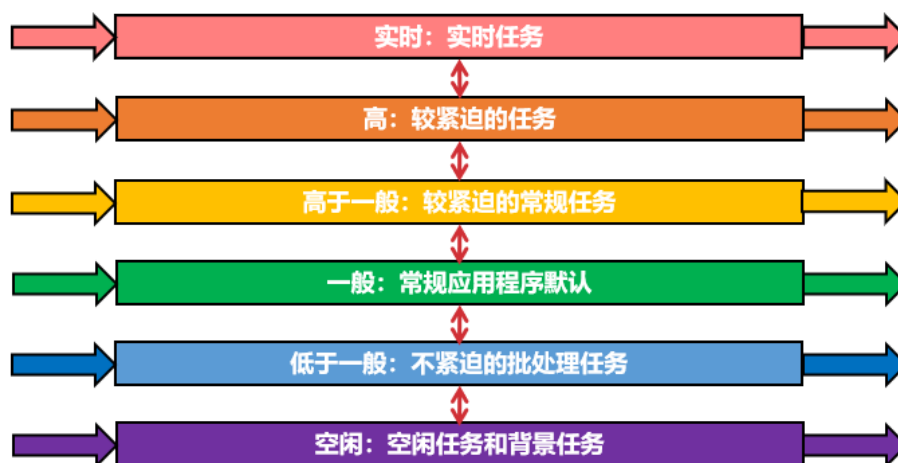 实时：实时任务
高：较紧迫的任务
高于一般：较紧迫的常规任务
一般：常规应用程序默认
低于一般：不紧迫的批处理任务
空闲：空闲任务和背景任务